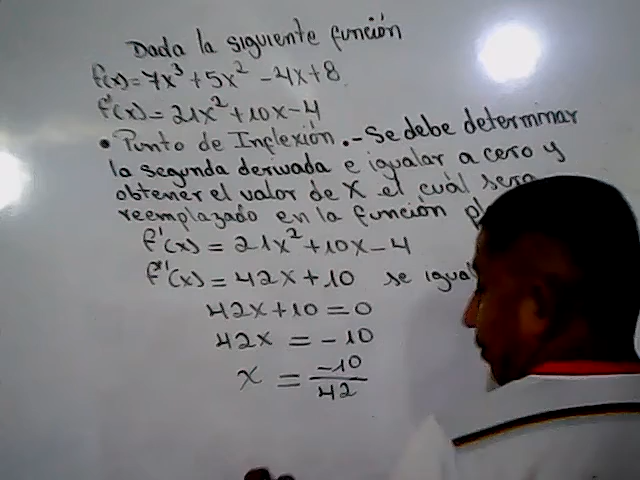 Dada la siguiente función
f(x)=7x³+5x²-4x+8
f'(x)=21x²+10x-4
• Punto de Inflexión.- Se debe determinar
la segunda derivada e igualar a cero y
obtener el valor de X el cuál sera
reemplazado en la función
f'(x)=21x²+10x-4
f''(x)=42x+10 se
42x+10=0
42x=-10
x=-10/42